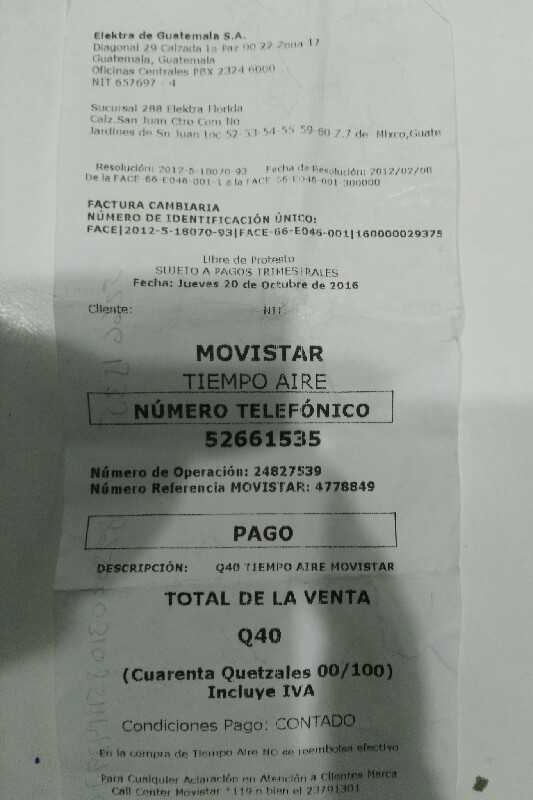 Elektra de Guatemala S.A.
Diagonal 29 Calzada La Paz 00 22 Zona 17
Guatemala, Guatemala
Oficinas Centrales PBX 2324 6000
NIT 657697 - 4
Sucursal 288 Elektra Florida
Calz.San Juan Ctro Com No
Jardines de Sn Juan Loc 52-53-54-55-59-60 Z.7 de Mixco,Guate
Resolución: 2012-5-18070-93 Fecha de Resolución: 2012/02/08
De la FACE-66-E046-001-1 a la FACE-66-E046-001-300000
FACTURA CAMBIARIA
NÚMERO DE IDENTIFICACIÓN ÚNICO:
FACE|2012-5-18070-93|FACE-66-E046-001|160000029375
Libre de Protesto
SUJETO A PAGOS TRIMESTRALES
Fecha: Jueves 20 de Octubre de 2016
Cliente: NIT:
MOVISTAR
TIEMPO AIRE
NÚMERO TELEFÓNICO
52661535
Número de Operación: 24827539
Número Referencia MOVISTAR: 4778849
PAGO
DESCRIPCIÓN: Q40 TIEMPO AIRE MOVISTAR
TOTAL DE LA VENTA
Q40
(Cuarenta Quetzales 00/100)
Incluye IVA
Condiciones Pago: CONTADO
En la compra de Tiempo Aire NO se reembolsa efectivo
Para Cualquier Aclaración en Atención a Clientes Marca
Call Center Movistar *119 o bien el 23791301